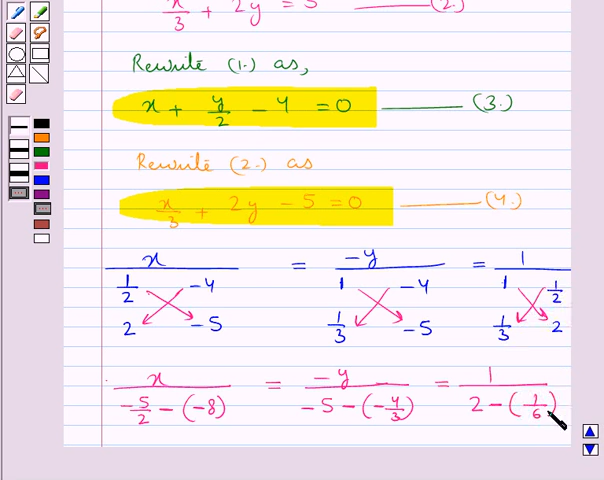 x/3 + 2y = 5 ——— (2.)
Rewrite (1.) as,
x + y/2 - 4 = 0 ——— (3.)
Rewrite (2.) as
x/3 + 2y - 5 = 0 ——— (4.)
x = -y = 1
1/2 -4 1 -4 1 1/2
2 -5 1/3 -5 1/3 2
x/(-5/2 - (-8)) = -y/(-5 - (-4/3)) = 1/(2 - (1/6))